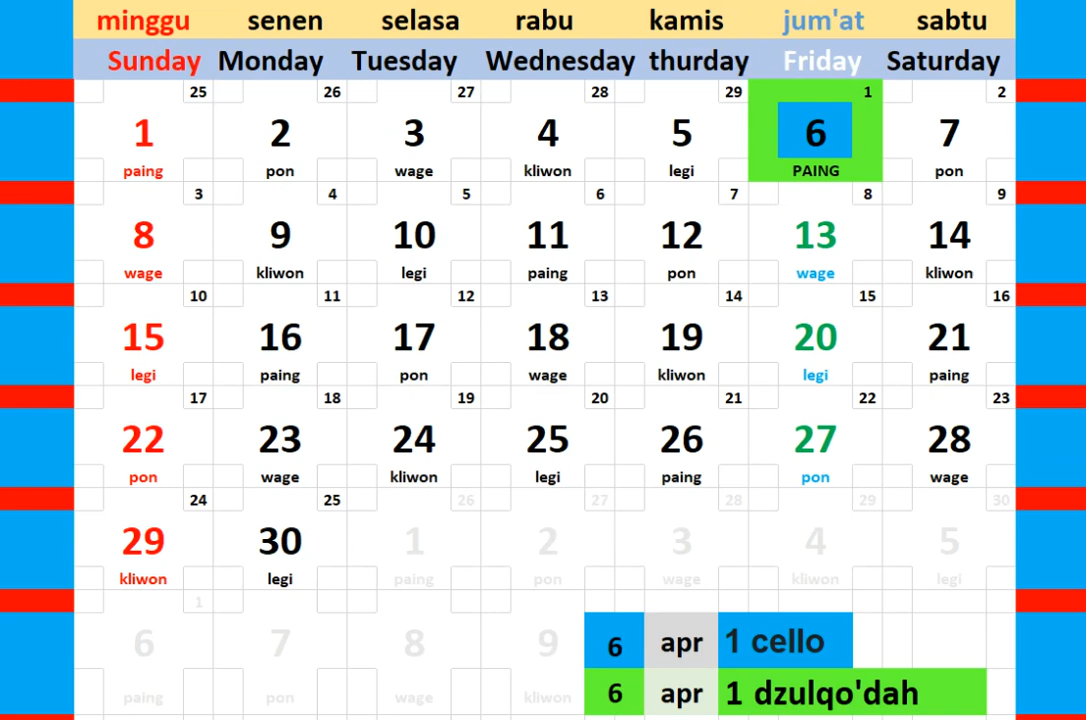 minggu senen selasa rabu kamis jum'at sabtu
Sunday Monday Tuesday Wednesday thurday Friday Saturday
25 26 27 28 29 1 2
1 2 3 4 5 6 7
paing pon wage kliwon legi PAING pon
3 4 5 6 7 8 9
8 9 10 11 12 13 14
wage kliwon legi paing pon wage kliwon
10 11 12 13 14 15 16
15 16 17 18 19 20 21
legi paing pon wage kliwon legi paing
17 18 19 20 21 22 23
22 23 24 25 26 27 28
pon wage kliwon legi paing pon wage
24 25 26 27 28 29 30
29 30 1 2 3 4 5
kliwon legi paing pon wage kliwon legi
1
6 7 8 9 6 apr 1 cello
paing pon wage kliwon 6 apr 1 dzulqo'dah